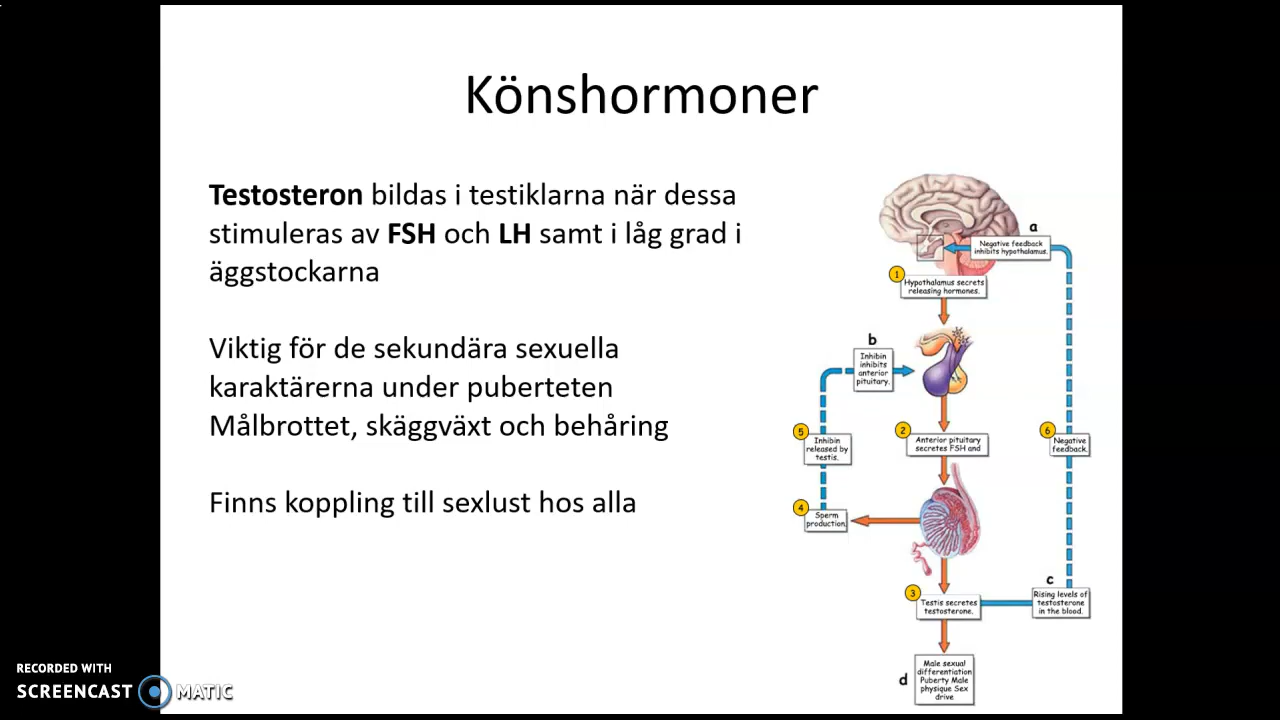 Könshormoner
Testosteron bildas i testiklarna när dessa
stimuleras av FSH och LH samt i låg grad i
äggstockarna
Viktig för de sekundära sexuella
karaktärerna under puberteten
Målbrottet, skäggväxt och behåring
Finns koppling till sexlust hos alla
a
Negative feedback
inhibits hypothalamus.
1
Hypothalamus secrets
releasing hormones.
b
Inhibin
inhibits
anterior
pituitary.
5
Inhibin
released by
testis.
2
Anterior pituitary
secretes FSH and
6
Negative
feedback.
4
Sperm
production.
3
Testis secretes
testosterone.
c
Rising levels of
testosterone
in the blood.
d
Male sexual
differentiation
Puberty Male
physique Sex
drive
RECORDED WITH
SCREENCAST MATIC